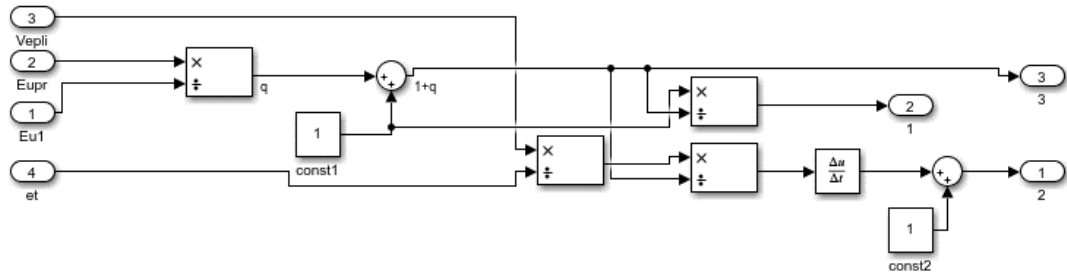 3
Vepli
2
Eupr
1
Eu1
4
et
×
÷
q
+
+
1+q
1
const1
×
÷
×
÷
×
÷
Δu
Δt
+
+
1
const2
3
3
2
1
1
2